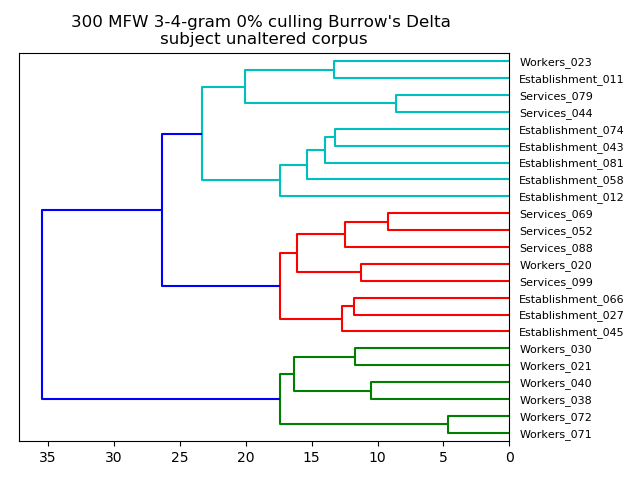 300 MFW 3-4-gram 0% culling Burrow's Delta
subject unaltered corpus
Workers_023
Establishment_011
Services_079
Services_044
Establishment_074
Establishment_043
Establishment_081
Establishment_058
Establishment_012
Services_069
Services_052
Services_088
Workers_020
Services_099
Establishment_066
Establishment_027
Establishment_045
Workers_030
Workers_021
Workers_040
Workers_038
Workers_072
Workers_071
35 30 25 20 15 10 5 0